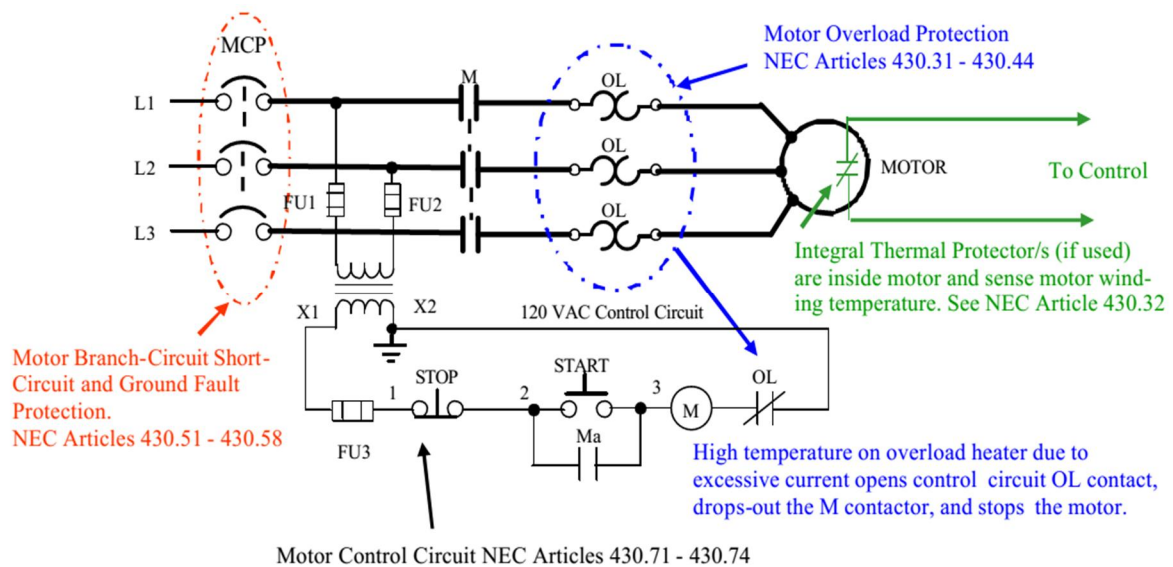 MCP
Motor Overload Protection
NEC Articles 430.31 - 430.44
M
OL
L1
OL
L2
MOTOR
To Control
FU1
FU2
OL
L3
Integral Thermal Protector/s (if used)
are inside motor and sense motor wind-
ing temperature. See NEC Article 430.32
X1
X2
120 VAC Control Circuit
Motor Branch-Circuit Short-
Circuit and Ground Fault
Protection.
NEC Articles 430.51 - 430.58
1
STOP
2
START
3
M
OL
FU3
Ma
High temperature on overload heater due to
excessive current opens control circuit OL contact,
drops-out the M contactor, and stops the motor.
Motor Control Circuit NEC Articles 430.71 - 430.74